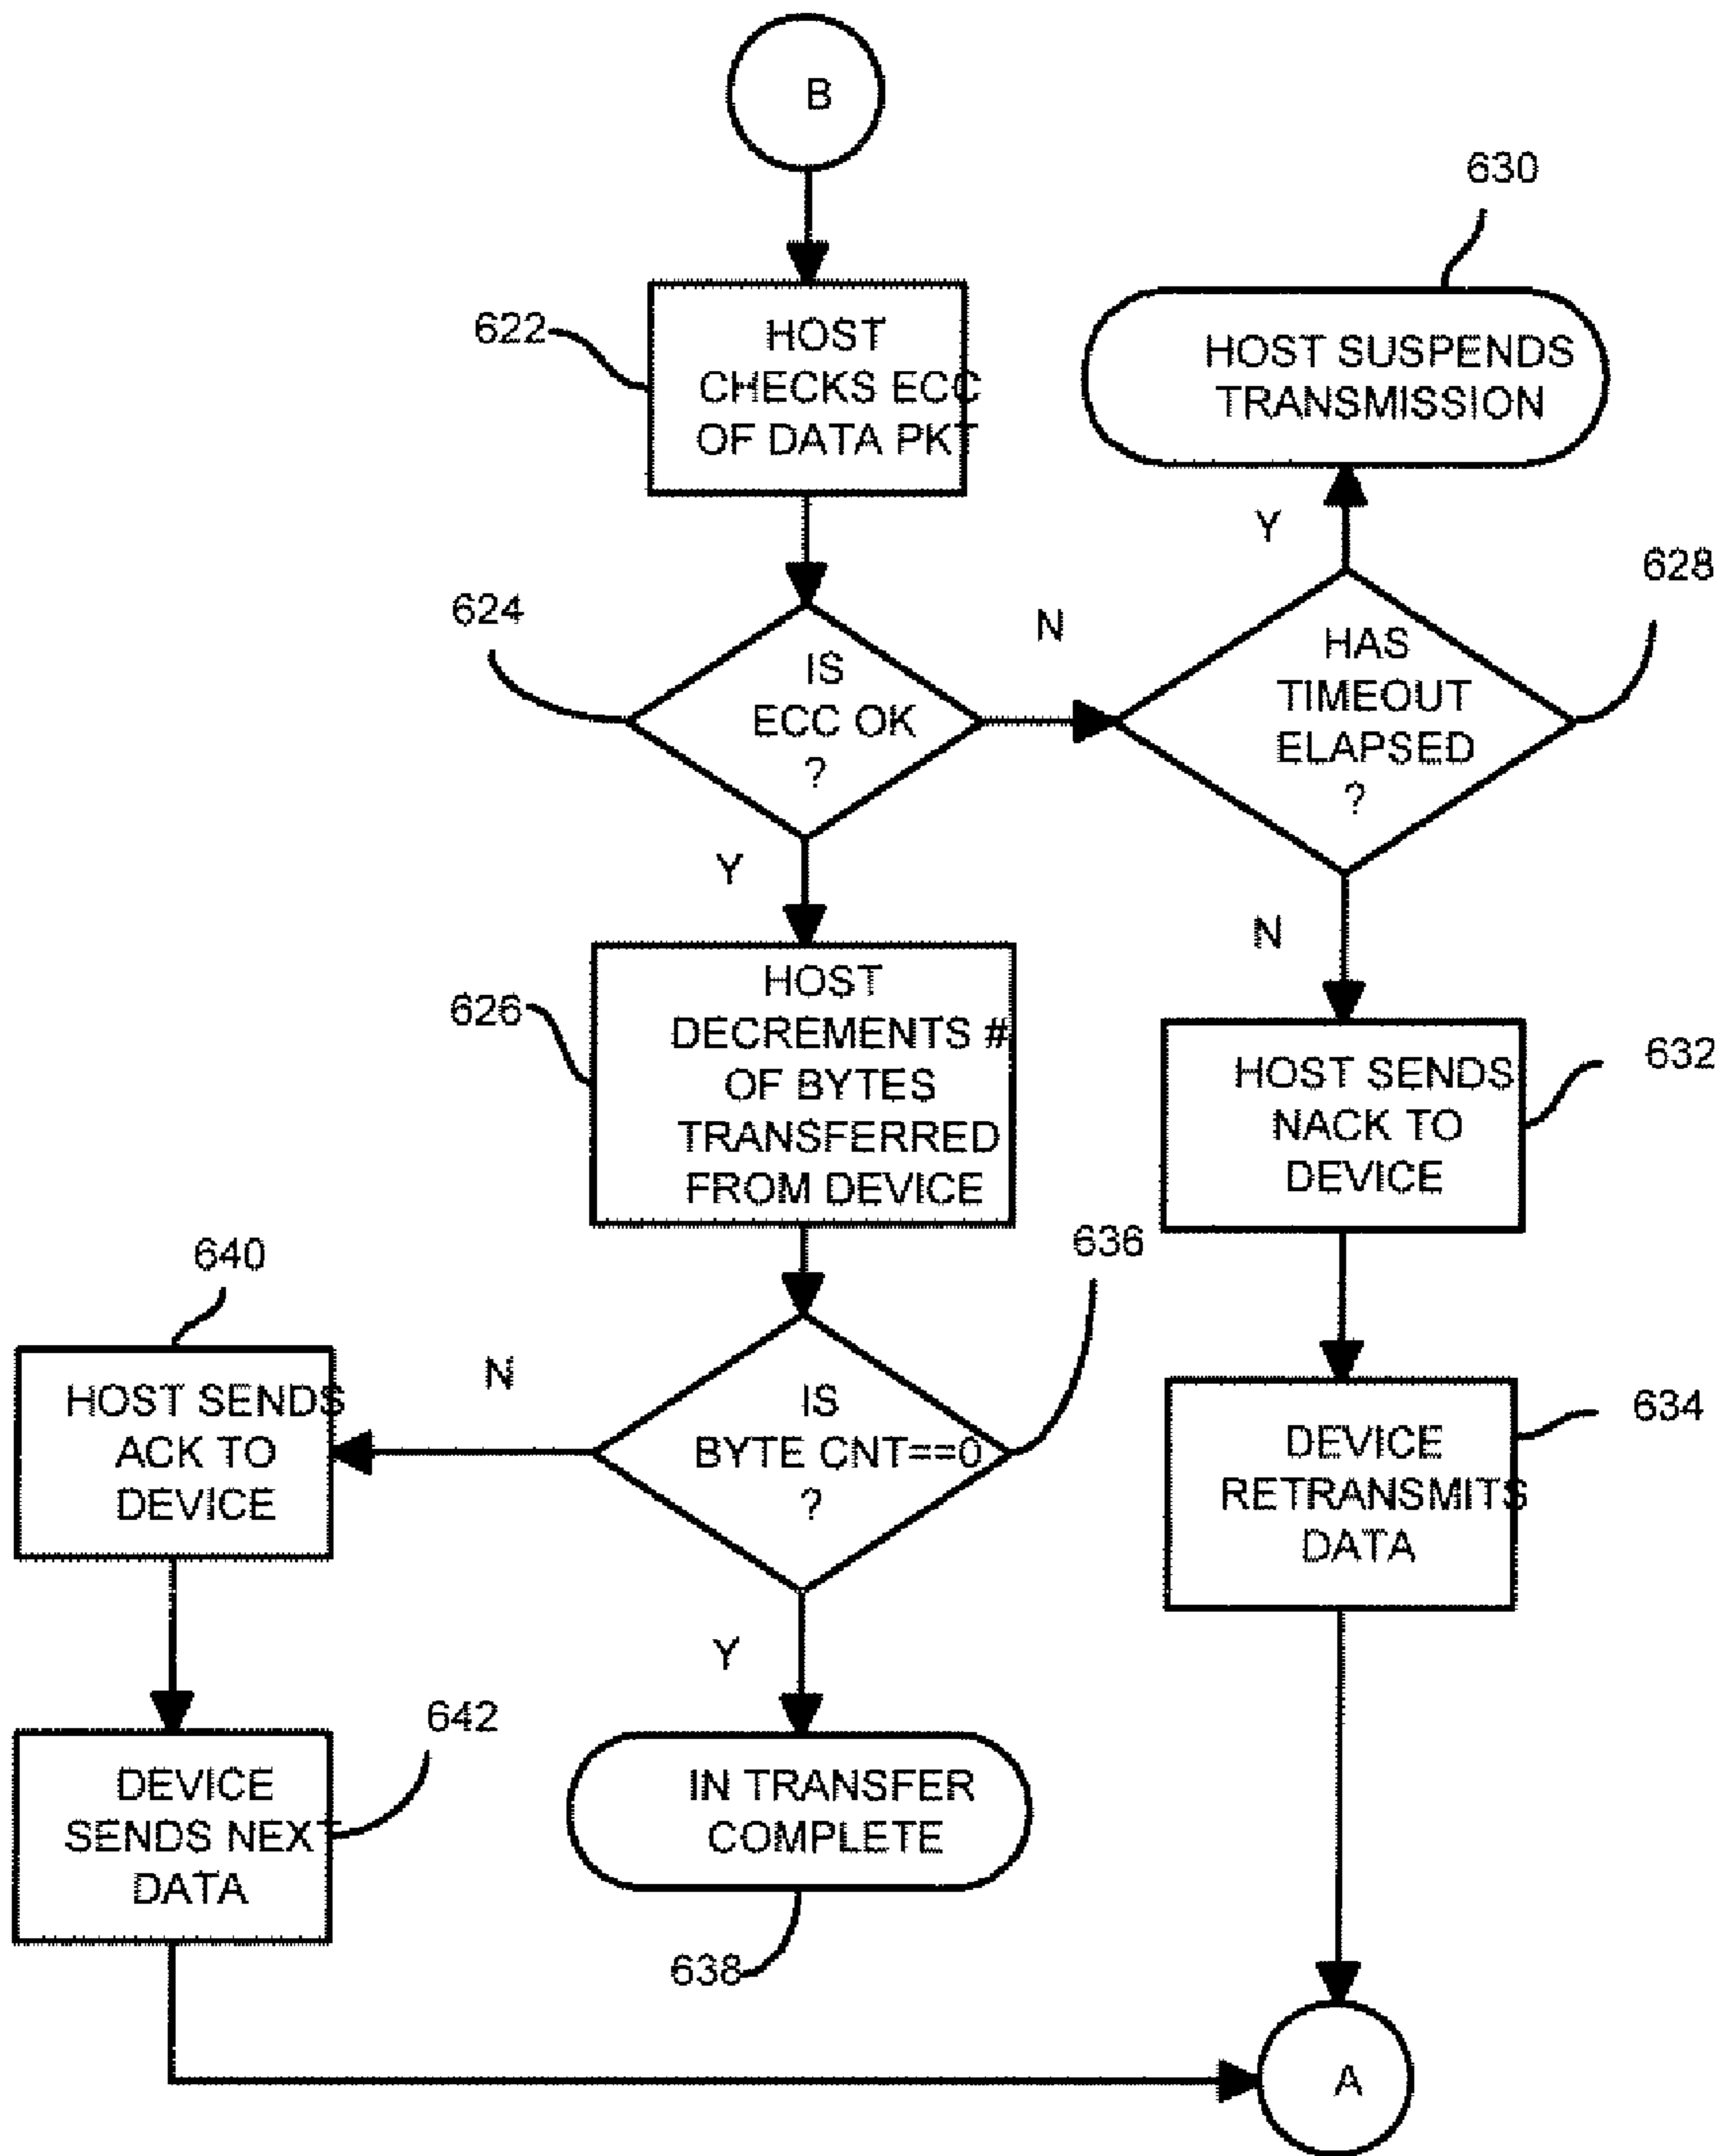 B
630
622
HOST
CHECKS ECC
OF DATA PKT
HOST SUSPENDS
TRANSMISSION
Y
628
624
N
IS
ECC OK
?
HAS
TIMEOUT
ELAPSED
?
Y
N
626
HOST
DECREMENTS #
OF BYTES
TRANSFERRED
FROM DEVICE
632
HOST SENDS
NACK TO
DEVICE
640
636
HOST SENDS
ACK TO
DEVICE
N
IS
BYTE CNT==0
?
634
DEVICE
RETRANSMITS
DATA
Y
642
DEVICE
SENDS NEXT
DATA
IN TRANSFER
COMPLETE
638
A